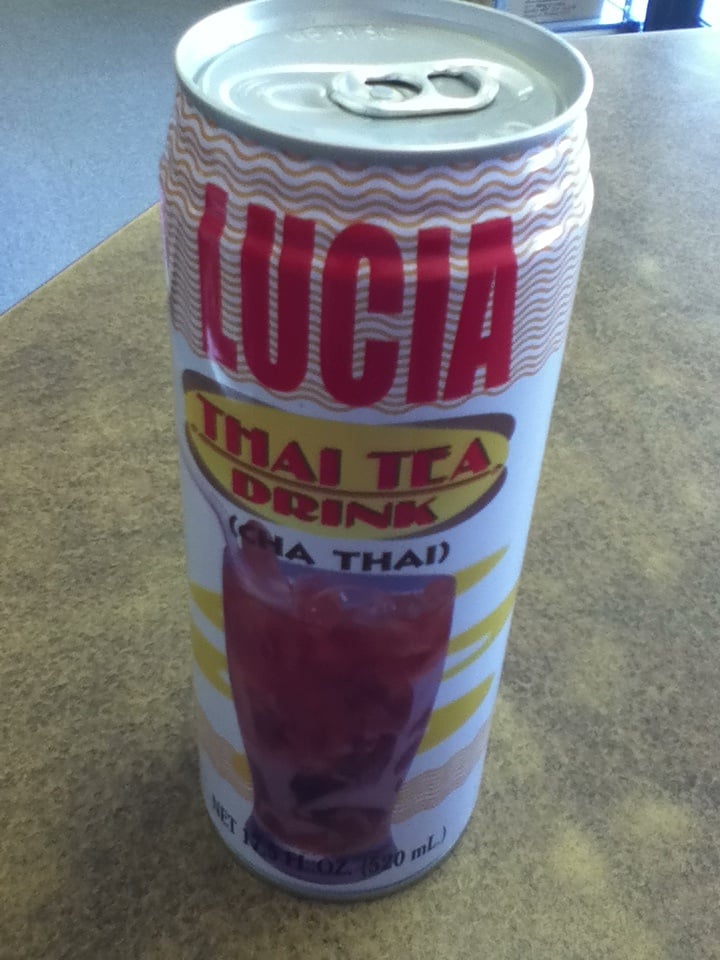 LUCIA
THAI TEA
DRINK
(CHA THAI)
NET 17.5 FL.OZ. (520 mL.)